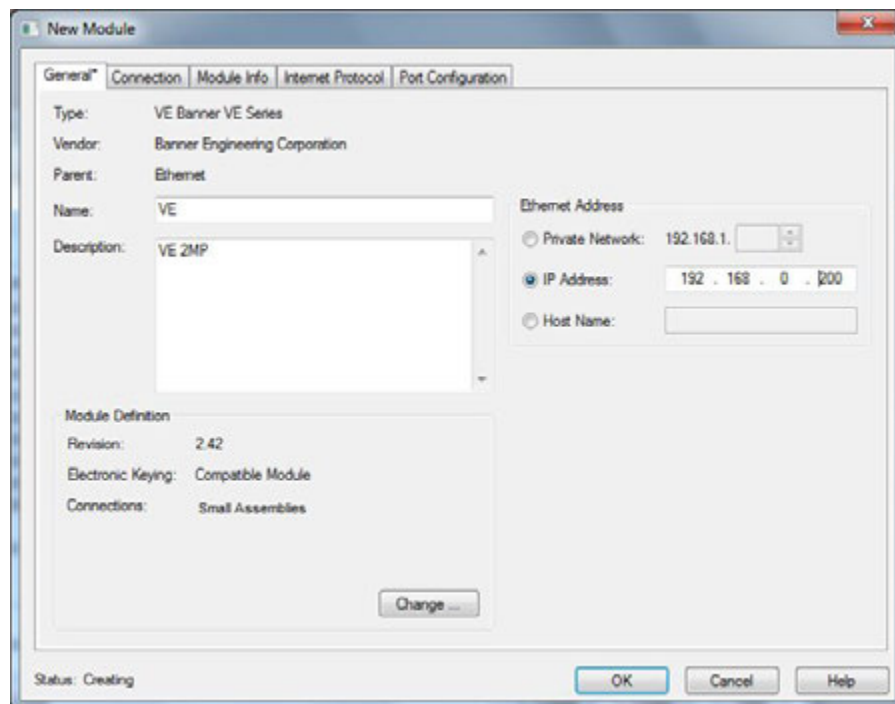 New Module
General* Connection Module Info Internet Protocol Port Configuration
Type: VE Banner VE Series
Vendor: Banner Engineering Corporation
Parent: Ethernet
Name: VE
Description: VE 2MP
Ethernet Address
Private Network: 192.168.1.
IP Address: 192 . 168 . 0 . 200
Host Name:
Module Definition
Revision: 2.42
Electronic Keying: Compatible Module
Connections: Small Assemblies
Change ...
Status: Creating
OK Cancel Help